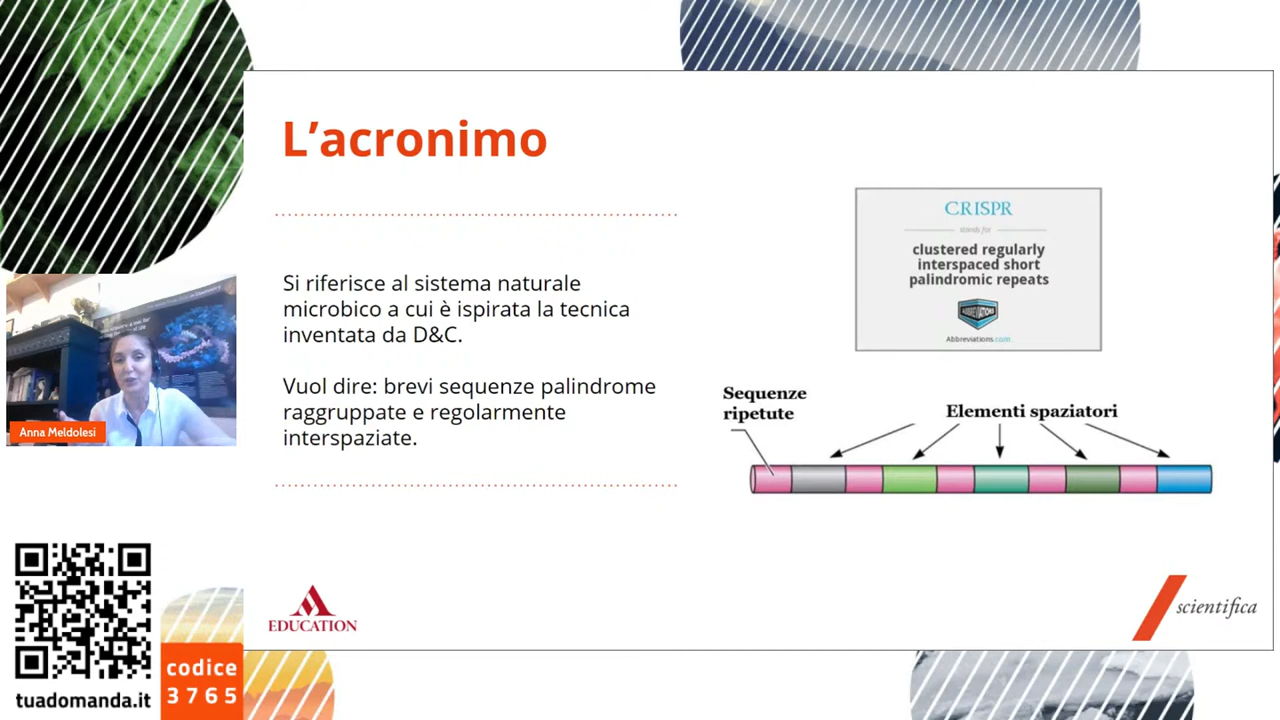 L'acronimo
Si riferisce al sistema naturale
microbico a cui è ispirata la tecnica
inventata da D&C.
Vuol dire: brevi sequenze palindrome
raggruppate e regolarmente
interspaziate.
CRISPR
stands for
clustered regularly
interspaced short
palindromic repeats
ABBREVIATIONS
Abbreviations.com
Sequenze
ripetute
Elementi spaziatori
Anna Meldolesi
tuadomanda.it
codice
3765
EDUCATION
scientifica